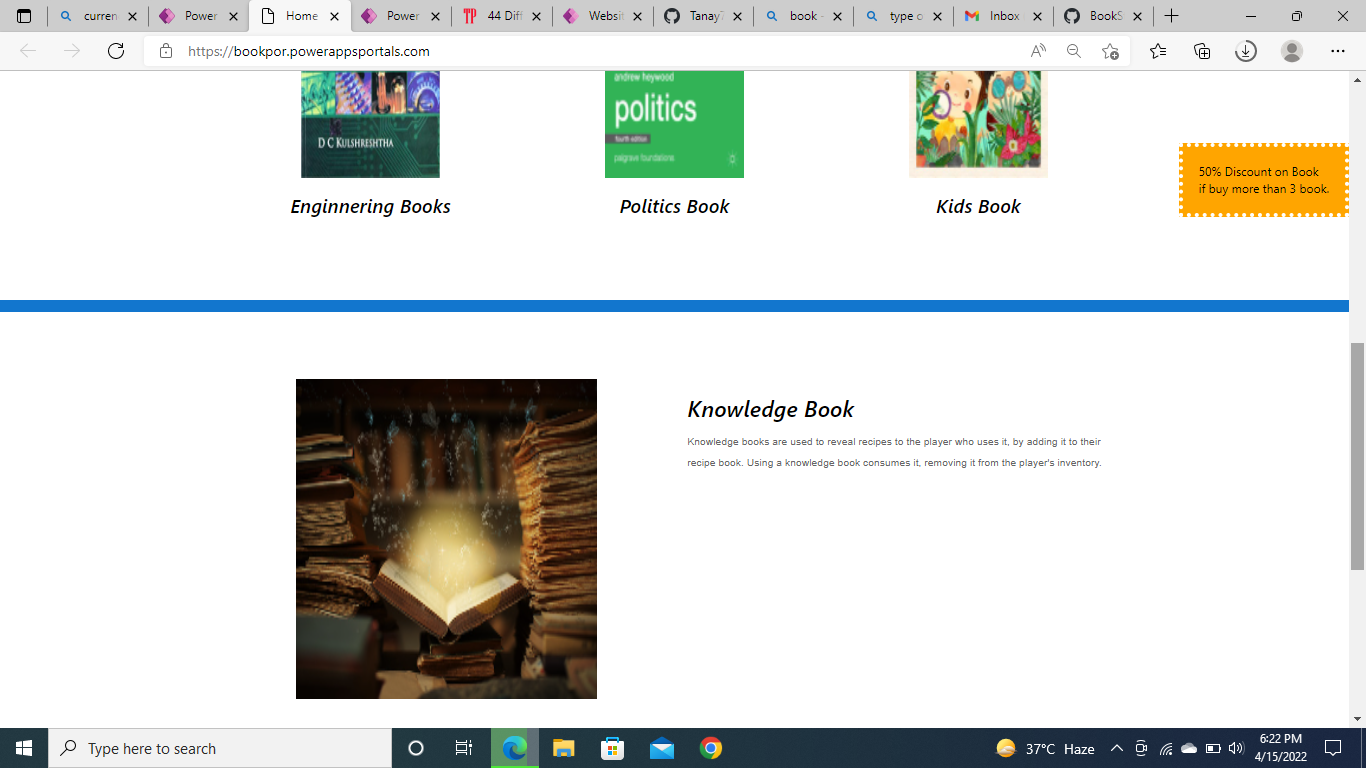 curren
Power
Home
Power
44 Diff
Websit
Tanay7
book -
type o
Inbox
BookS
https://bookpor.powerappsportals.com
andrew heywood
politics
fourth edition
palgrave foundations
D C KULSHRESHTHA
50% Discount on Book
if buy more than 3 book.
Enginnering Books
Politics Book
Kids Book
Knowledge Book
Knowledge books are used to reveal recipes to the player who uses it, by adding it to their
recipe book. Using a knowledge book consumes it, removing it from the player's inventory.
Type here to search
37°C Haze
6:22 PM
4/15/2022